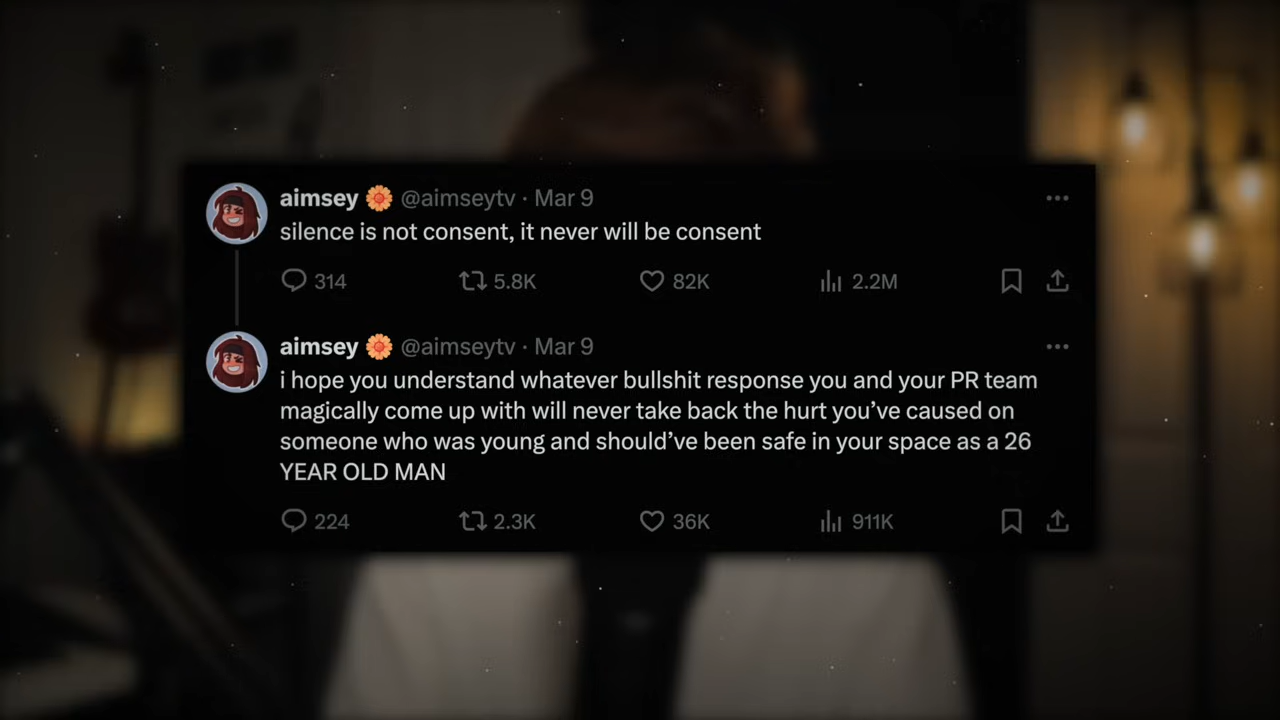 aimsey 🌼 @aimseytv · Mar 9
silence is not consent, it never will be consent
314 5.8K 82K 2.2M
aimsey 🌼 @aimseytv · Mar 9
i hope you understand whatever bullshit response you and your PR team
magically come up with will never take back the hurt you’ve caused on
someone who was young and should’ve been safe in your space as a 26
YEAR OLD MAN
224 2.3K 36K 911K